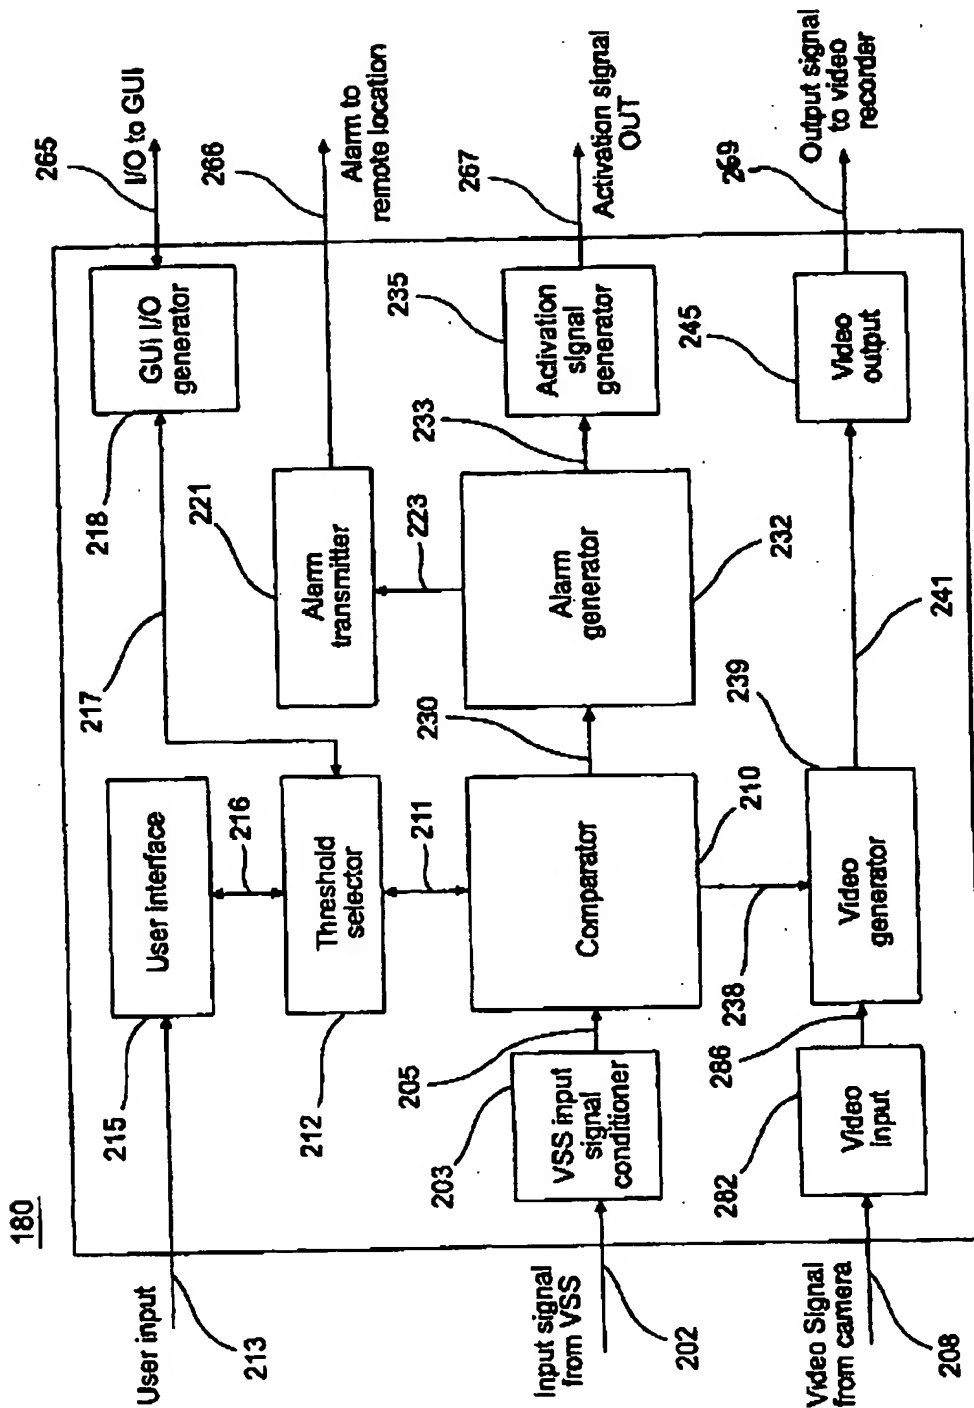 180
User input
213
Input signal
from VSS
202
Video Signal
from camera
208
215
User interface
216
212
Threshold
selector
211
203
VSS input
signal
conditioner
205
Comparator
210
230
282
Video
input
286
238
Video
generator
239
241
217
218
GUI I/O
generator
221
Alarm
transmitter
223
Alarm
generator
232
233
235
Activation
signal
generator
245
Video
output
265
I/O to GUI
266
Alarm to
remote location
267
Activation signal
OUT
269
Output signal
to video
recorder